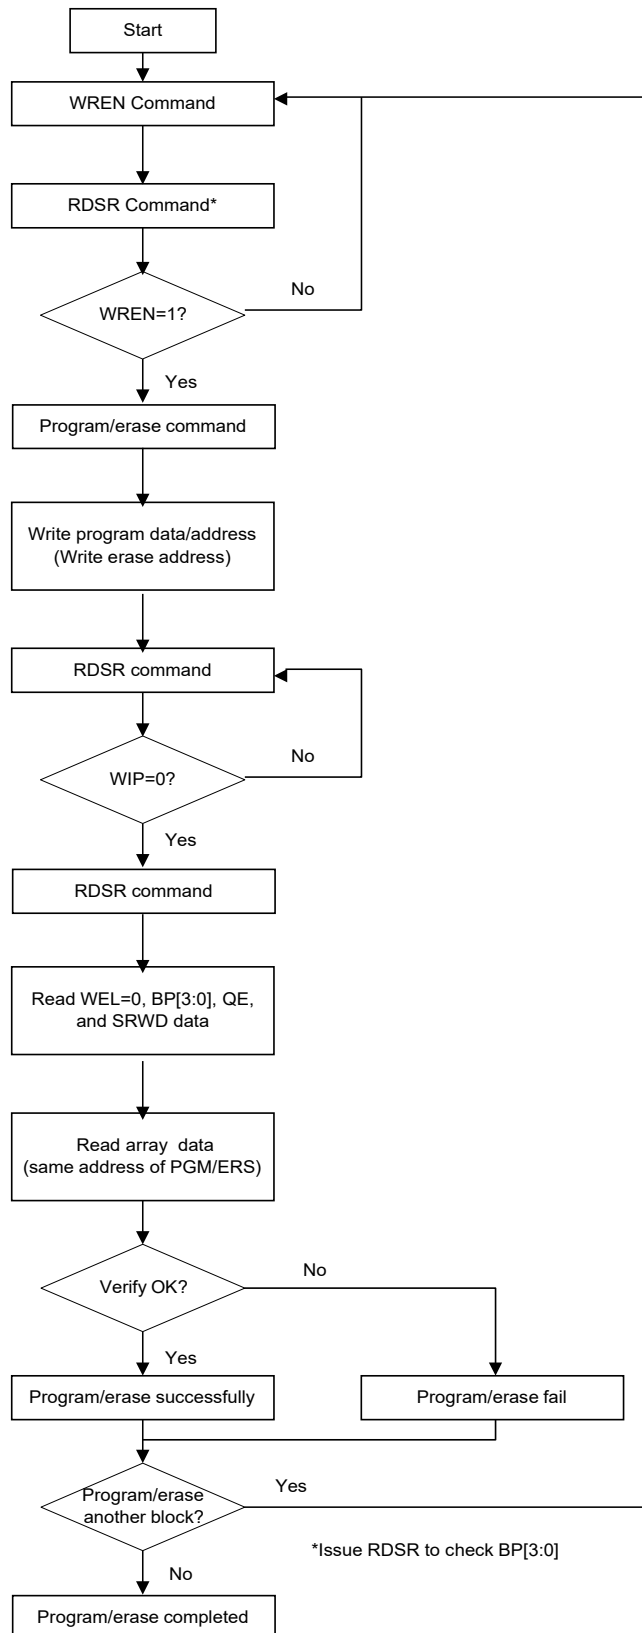 Start
WREN Command
RDSR Command*
WREN=1?
No
Yes
Program/erase command
Write program data/address
(Write erase address)
RDSR command
WIP=0?
No
Yes
RDSR command
Read WEL=0, BP[3:0], QE,
and SRWD data
Read array data
(same address of PGM/ERS)
Verify OK?
No
Yes
Program/erase successfully
Program/erase fail
Program/erase
another block?
Yes
*Issue RDSR to check BP[3:0]
No
Program/erase completed